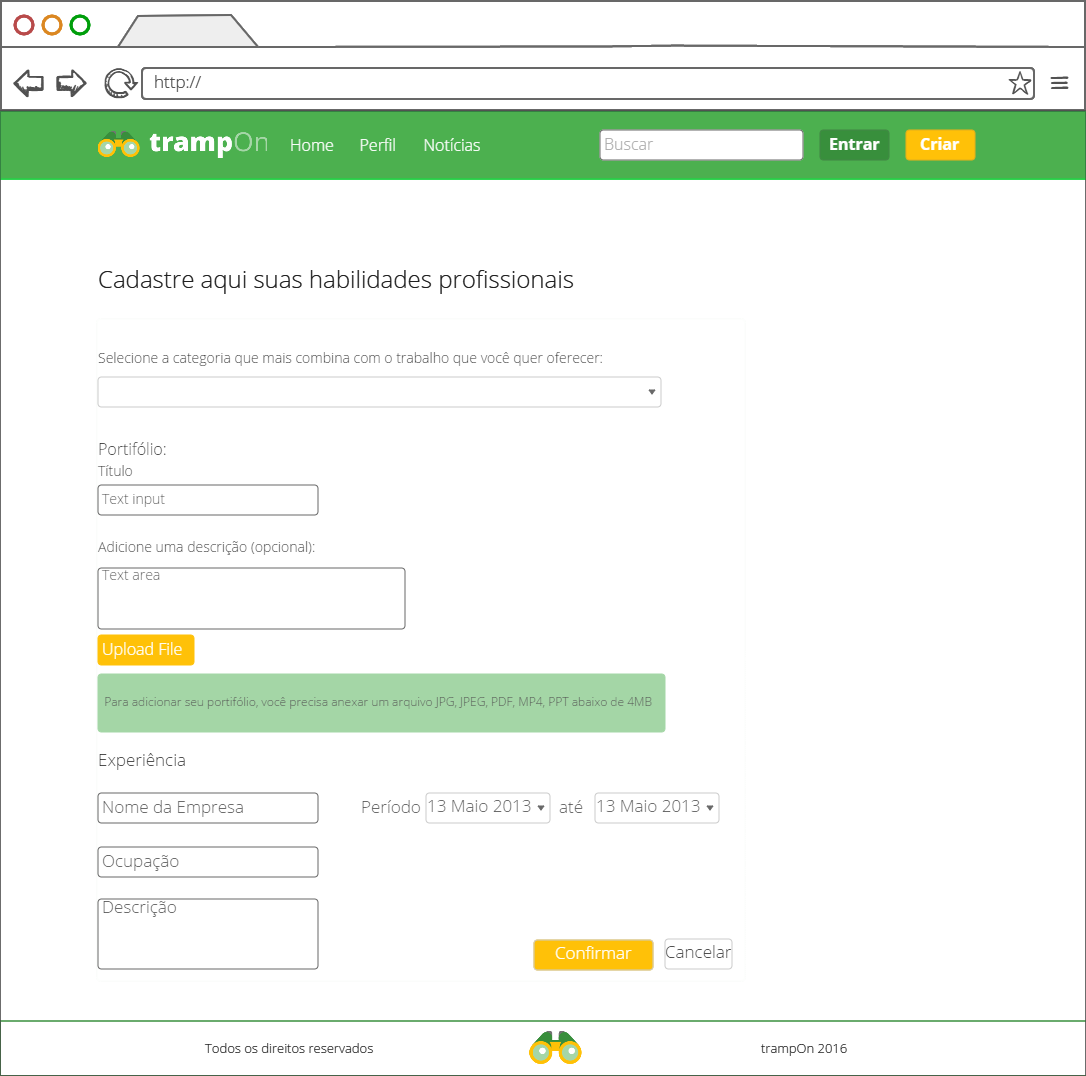 http://
trampOn Home Perfil Notícias Buscar Entrar Criar
Cadastre aqui suas habilidades profissionais
Selecione a categoria que mais combina com o trabalho que você quer oferecer:
Portifólio:
Título
Text input
Adicione uma descrição (opcional):
Text area
Upload File
Para adicionar seu portifólio, você precisa anexar um arquivo JPG, JPEG, PDF, MP4, PPT abaixo de 4MB
Experiência
Nome da Empresa Período 13 Maio 2013 até 13 Maio 2013
Ocupação
Descrição
Confirmar Cancelar
Todos os direitos reservados trampOn 2016